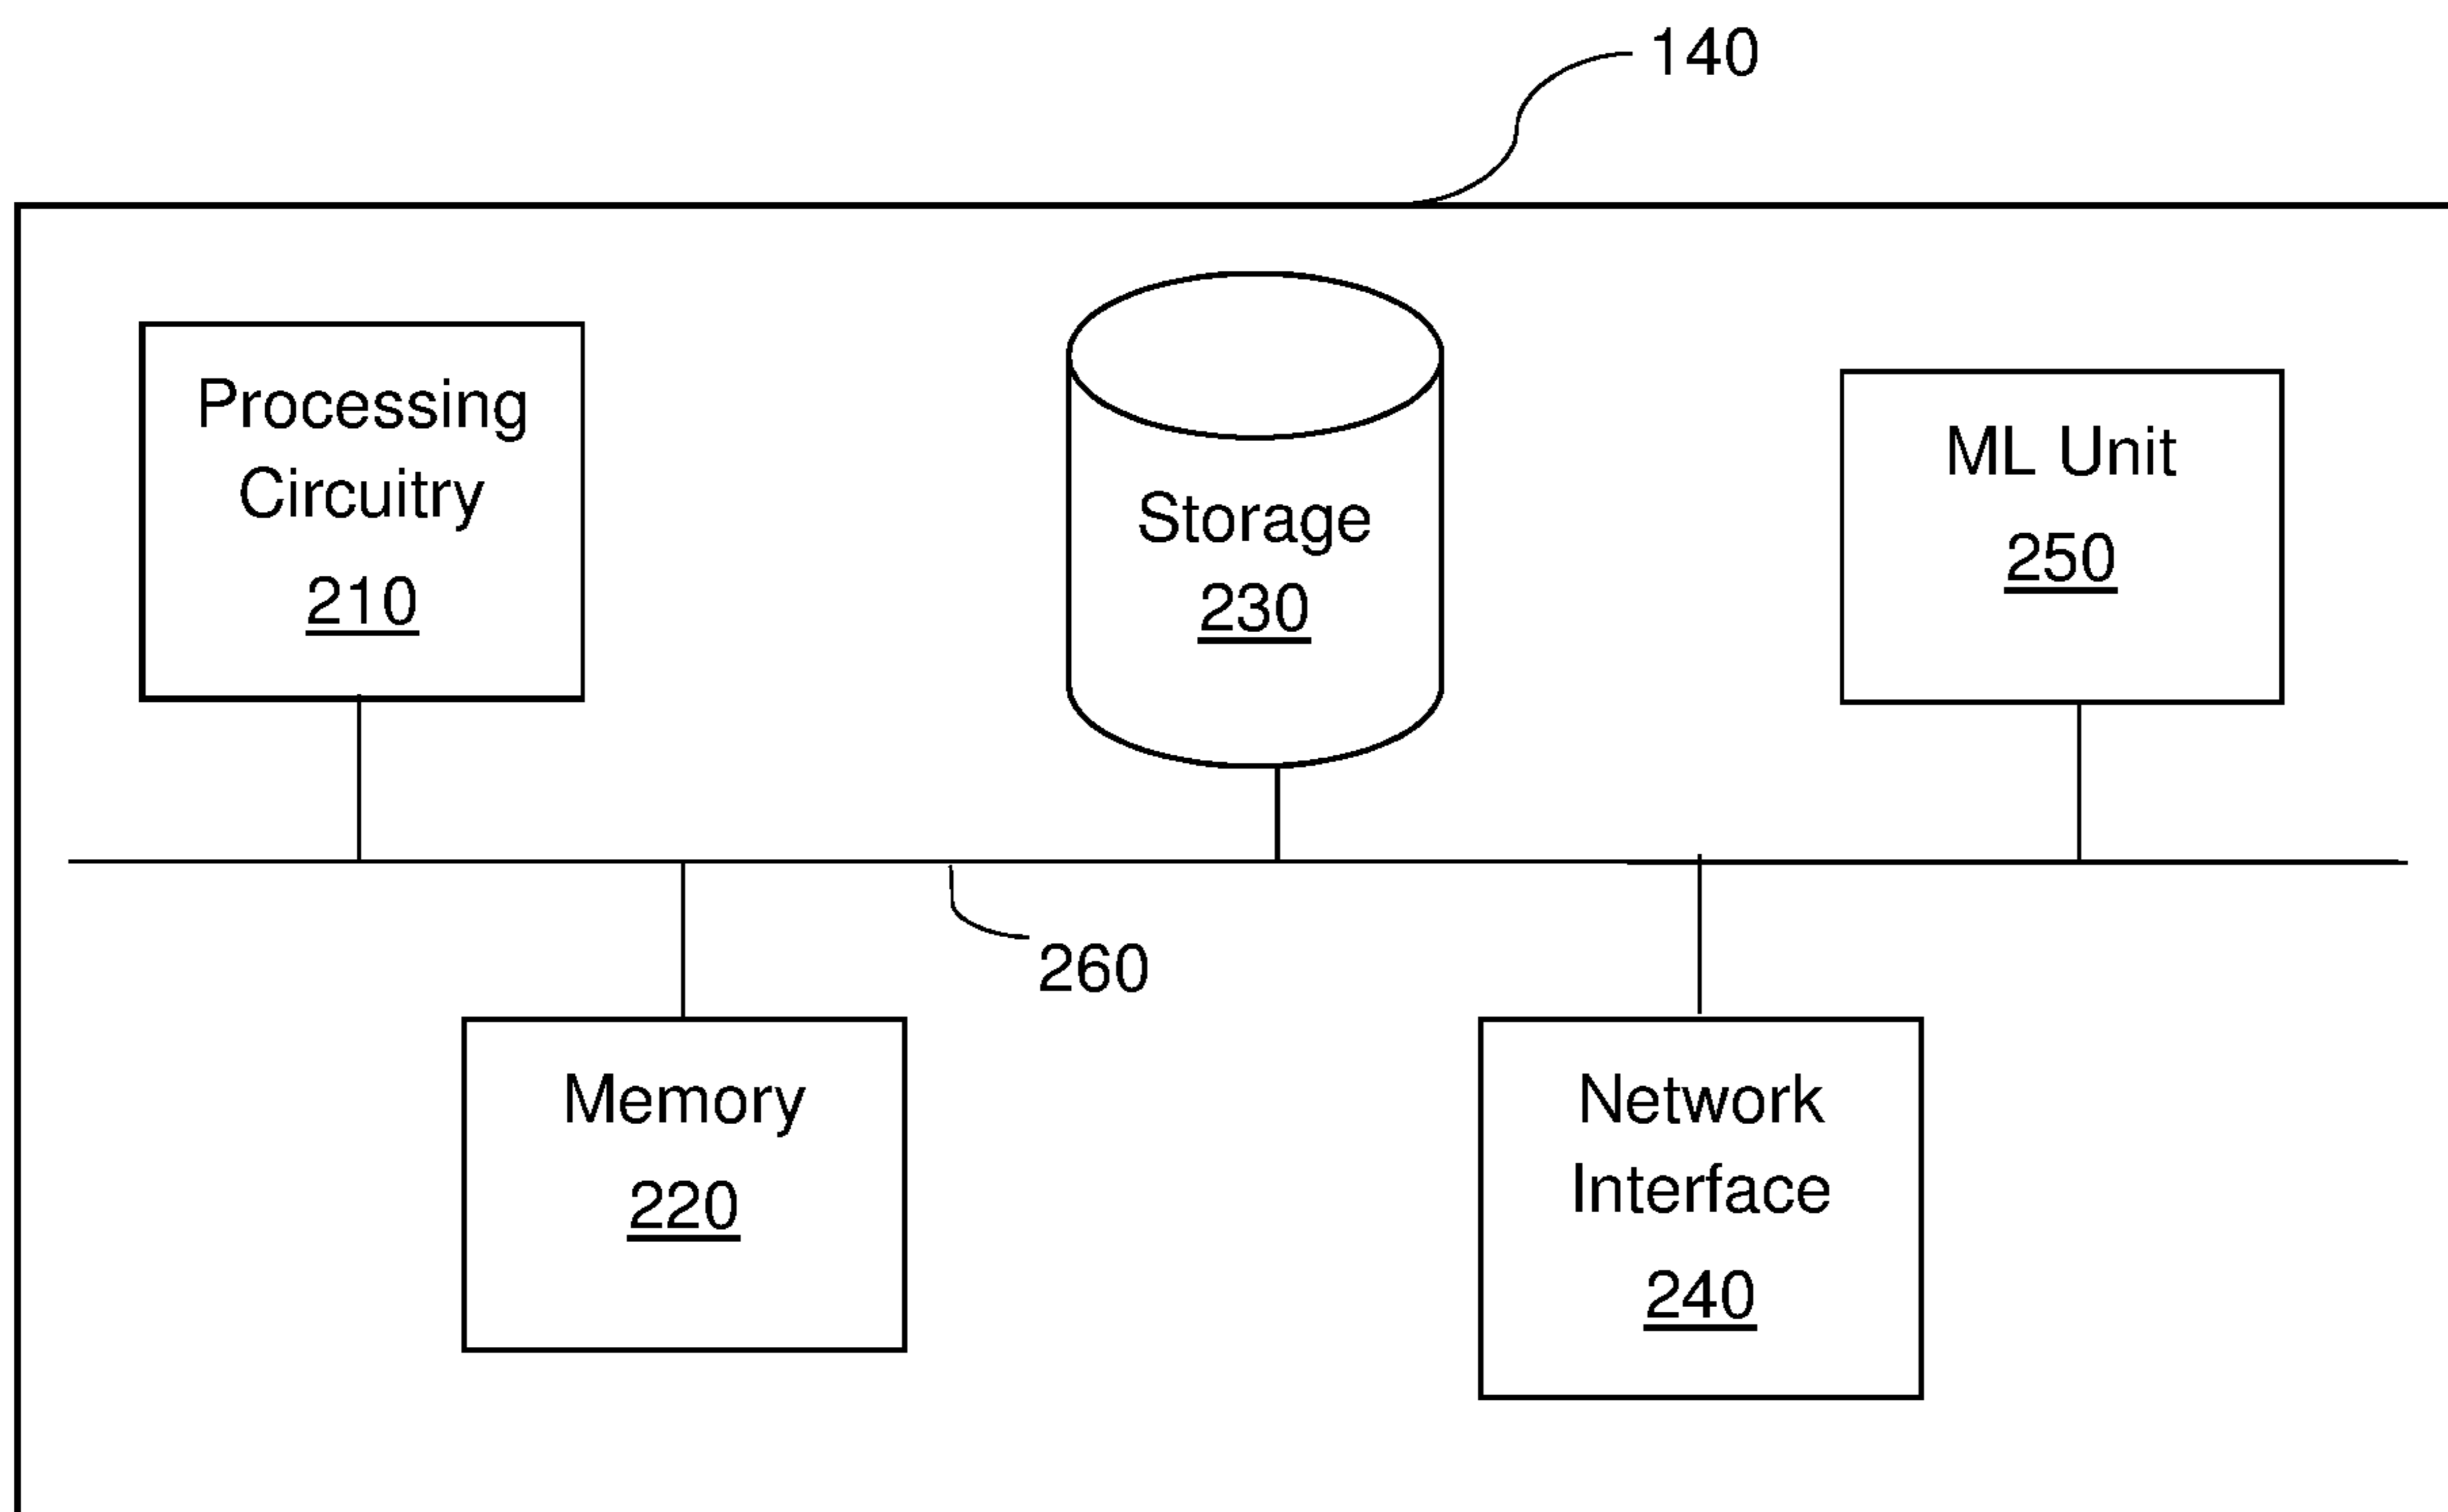 140
Processing
Circuitry
210
Storage
230
ML Unit
250
260
Memory
220
Network
Interface
240